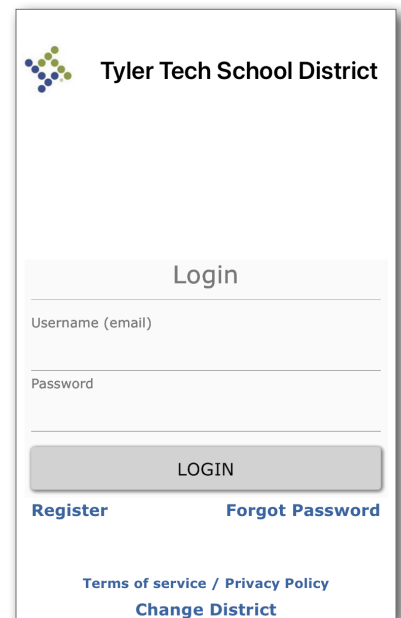 Tyler Tech School District
Login
Username (email)
Password
LOGIN
Register Forgot Password
Terms of service / Privacy Policy
Change District